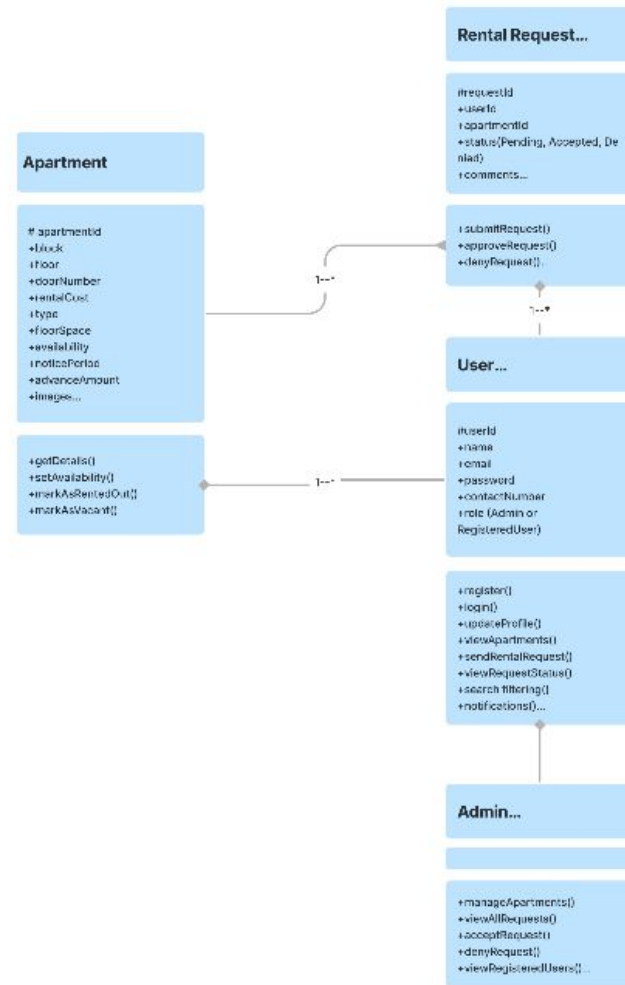 Rental Request...
#requestId
+userId
+apartmentId
+status(Pending, Accepted, De
nied)
+comments...
+submitRequest()
+approveRequest()
+denyRequest()..
Apartment
# apartmentId
+block
+floor
+doorNumber
+rentalCost
+type
+floorSpace
+availability
+noticePeriod
+advanceAmount
+images...
+getDetails()
+setAvailability()
+markAsRentedOut()
+markAsVacant()
1--*
1--*
User...
#userId
+name
+email
+password
+contactNumber
+role (Admin or
RegisteredUser)
+register()
+login()
+updateProfile()
+viewApartments()
+sendRentalRequest()
+viewRequestStatus()
+search filtering()
+notifications()...
1--*
Admin...
+manageApartments()
+viewAllRequests()
+acceptRequest()
+denyRequest()
+viewRegisteredUsers()...